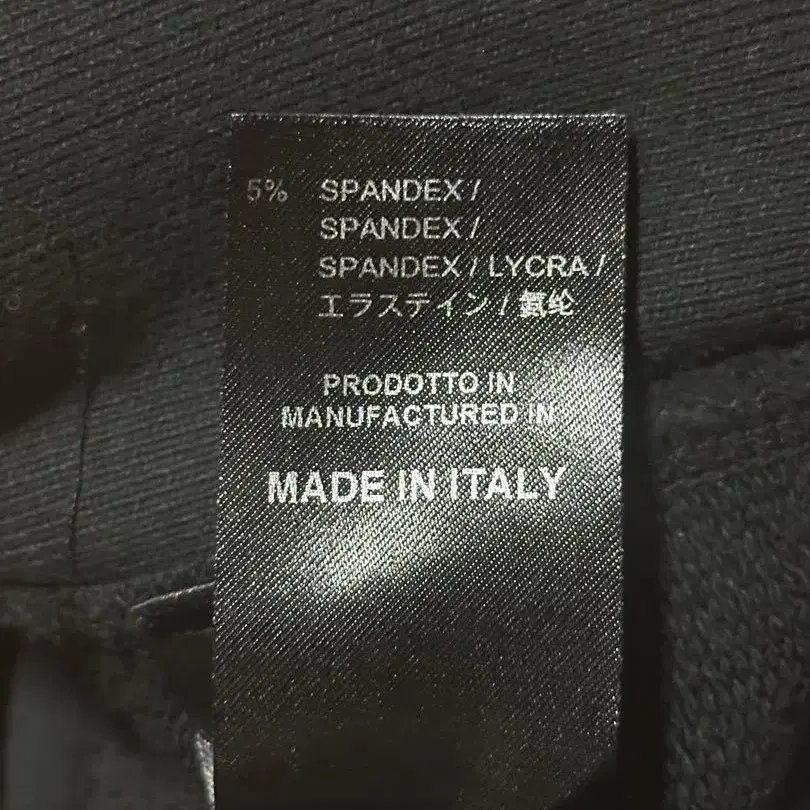 5% SPANDEX /
SPANDEX /
SPANDEX / LYCRA /
エラステイン / 氨纶
PRODOTTO IN
MANUFACTURED IN
MADE IN ITALY